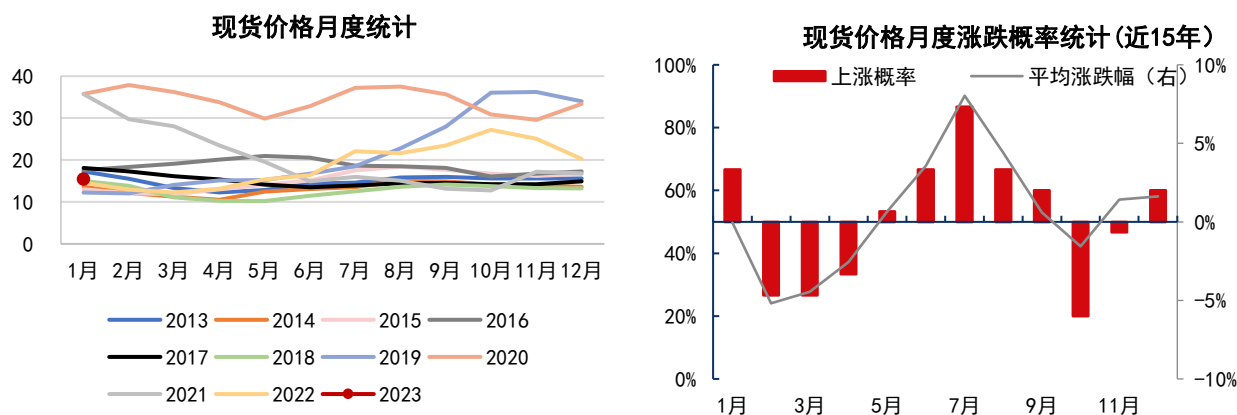 现货价格月度统计
40
30
20
10
0
1月 2月 3月 4月 5月 6月 7月 8月 9月 10月 11月 12月
2013 2014 2015 2016
2017 2018 2019 2020
2021 2022 2023
现货价格月度涨跌概率统计(近15年）
上涨概率 平均涨跌幅（右）
100% 10%
80% 5%
60% 0%
40% −5%
20% −10%
0%
1月 3月 5月 7月 9月 11月